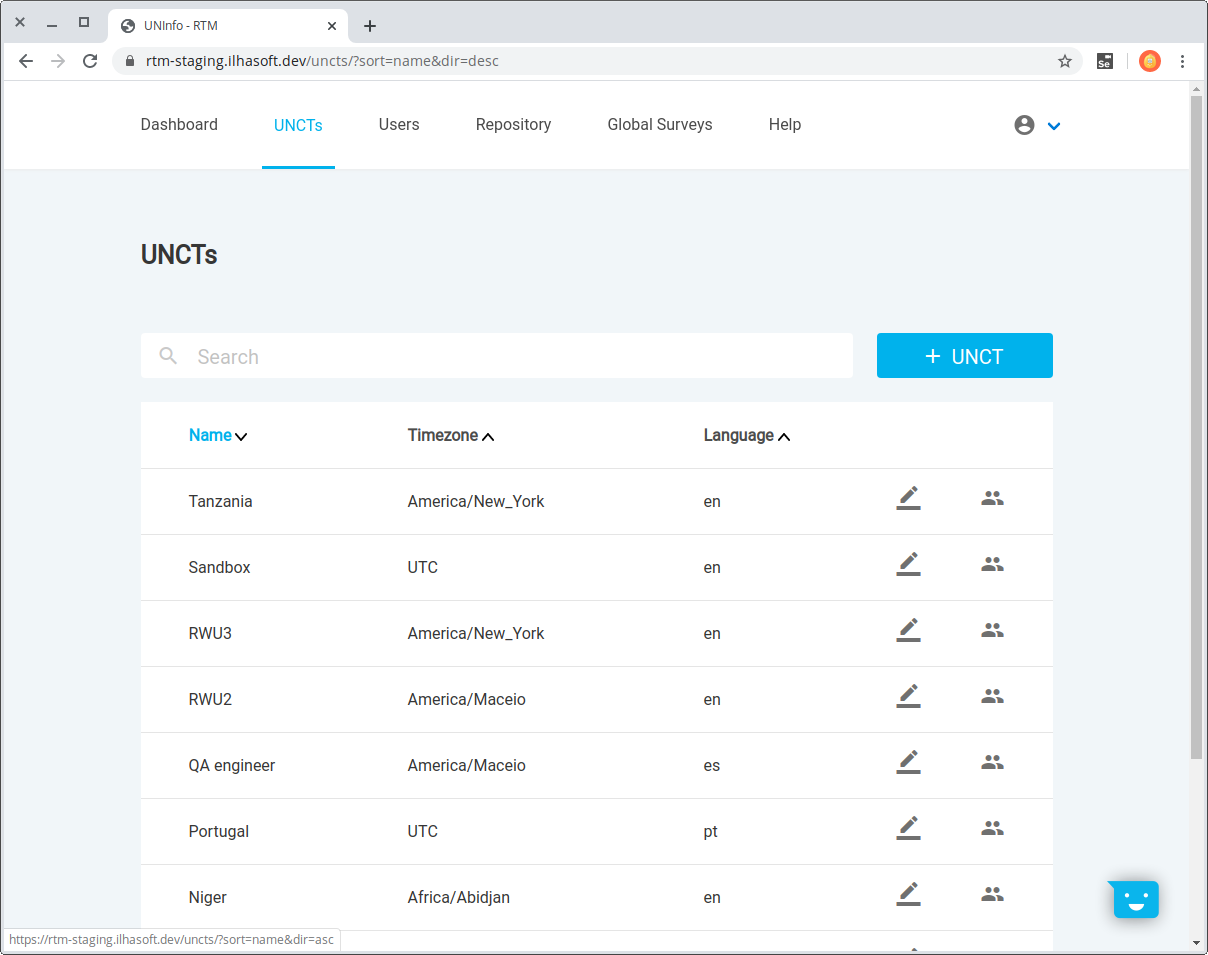 UNInfo - RTM
rtm-staging.ilhasoft.dev/uncts/?sort=name&dir=desc
Se
Dashboard UNCTs Users Repository Global Surveys Help
UNCTs
Search + UNCT
Name Timezone Language
Tanzania America/New_York en
Sandbox UTC en
RWU3 America/New_York en
RWU2 America/Maceio en
QA engineer America/Maceio es
Portugal UTC pt
Niger Africa/Abidjan en
https://rtm-staging.ilhasoft.dev/uncts/?sort=name&dir=asc